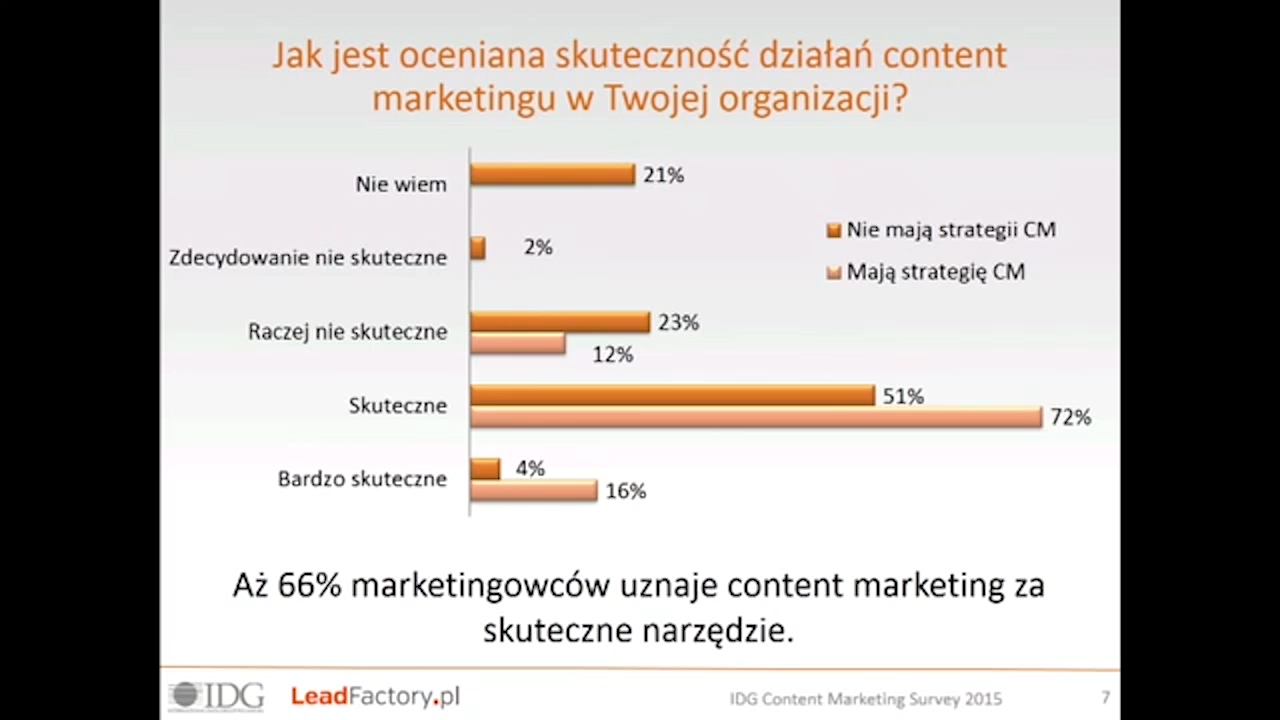 Jak jest oceniana skuteczność działań content
marketingu w Twojej organizacji?
Nie wiem
21%
Zdecydowanie nie skuteczne
2%
Raczej nie skuteczne
23%
12%
Skuteczne
51%
72%
Bardzo skuteczne
4%
16%
Nie mają strategii CM
Mają strategię CM
Aż 66% marketingowców uznaje content marketing za
skuteczne narzędzie.
IDG
LeadFactory.pl
IDG Content Marketing Survey 2015
7